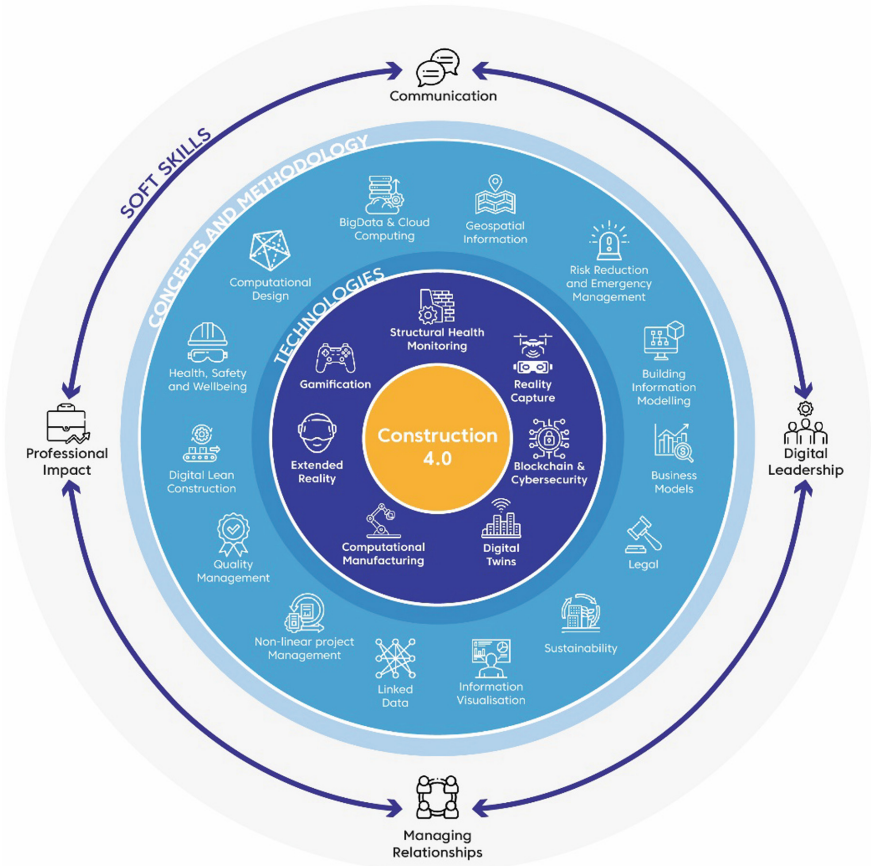 Communication
SOFT SKILLS
CONCEPTS AND METHODOLOGY
BigData & Cloud
Computing
Geospatial
Information
Risk Reduction
and Emergency
Management
Computational
Design
TECHNOLOGIES
Structural Health
Monitoring
Health, Safety
and Wellbeing
Gamification
Reality
Capture
Building
Information
Modelling
Professional
Impact
Construction
4.0
Digital
Leadership
Digital Lean
Construction
Extended
Reality
Blockchain &
Cybersecurity
Business
Models
Quality
Management
Computational
Manufacturing
Digital
Twins
Legal
Non-linear project
Management
Linked
Data
Information
Visualisation
Sustainability
Managing
Relationships